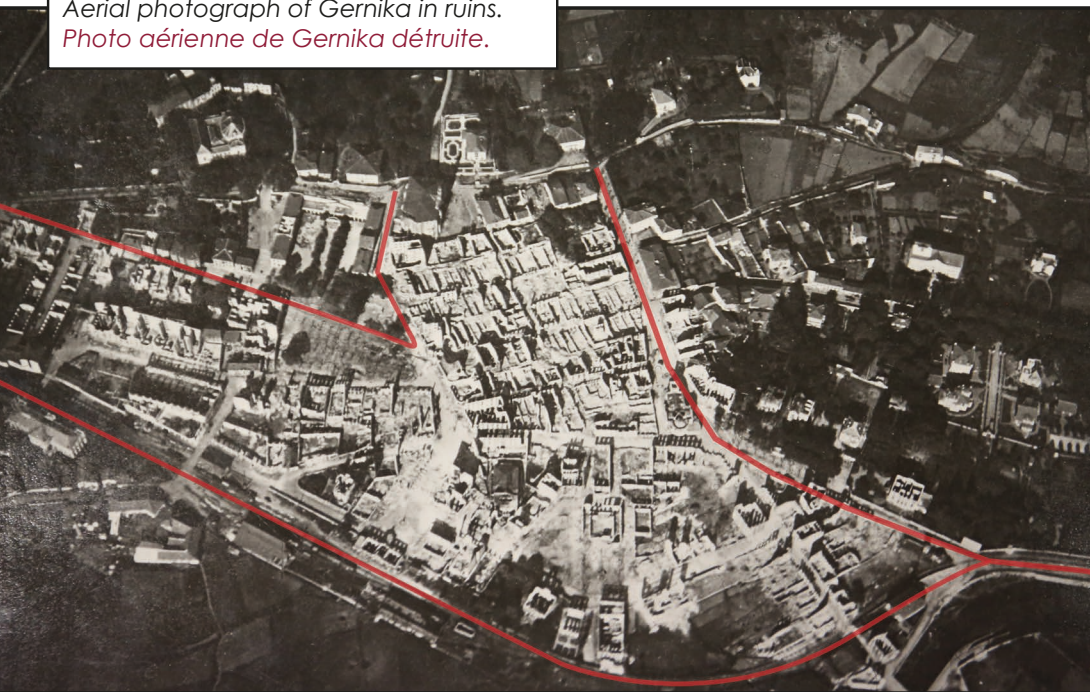 Aerial photograph of Gernika in ruins.
Photo aérienne de Gernika détruite.